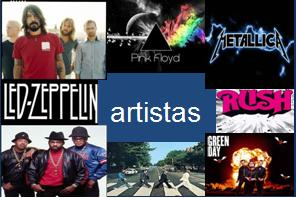 Pink Floyd
METALLICA
LED-ZEPPELIN
artistas
RUSH
GREEN DAY